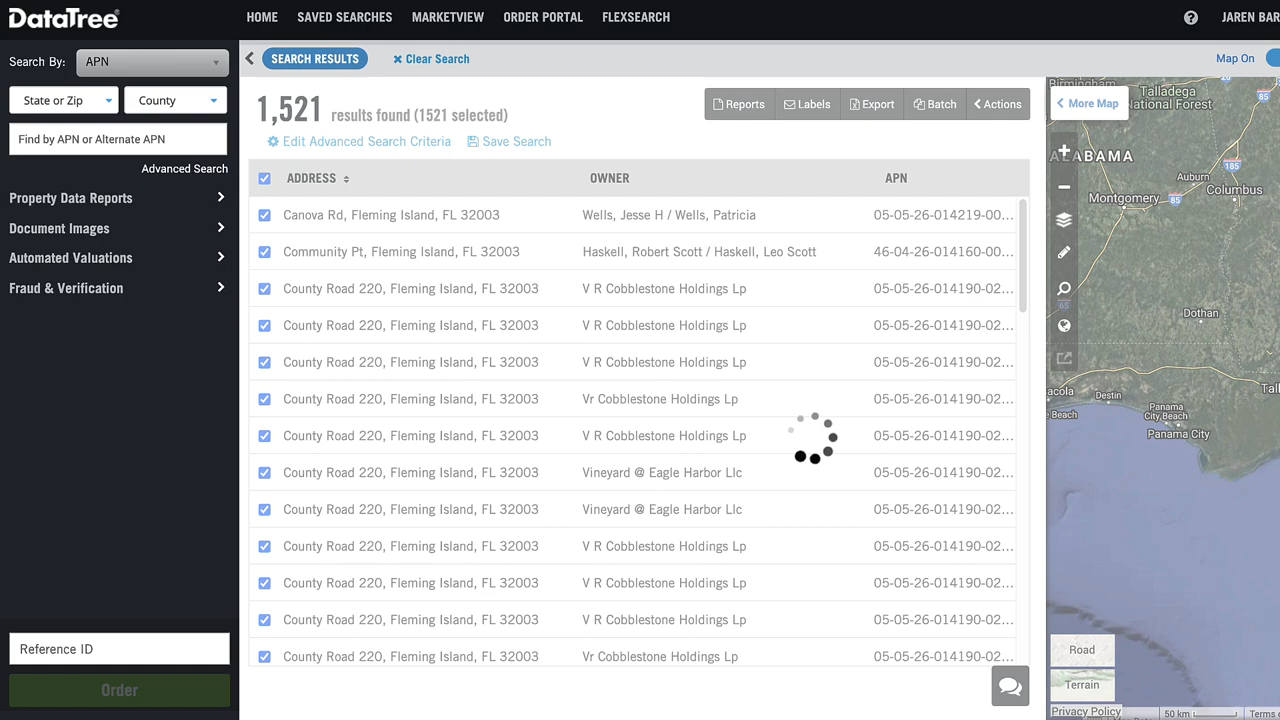 DataTree
HOME SAVED SEARCHES MARKETVIEW ORDER PORTAL FLEXSEARCH
? JAREN BAR
Search By: APN
State or Zip County
Find by APN or Alternate APN
Advanced Search
Property Data Reports
Document Images
Automated Valuations
Fraud & Verification
Reference ID
Order
SEARCH RESULTS Clear Search
Map On
1,521 results found (1521 selected)
Reports Labels Export Batch Actions
Edit Advanced Search Criteria Save Search
ADDRESS OWNER APN
Canova Rd, Fleming Island, FL 32003 Wells, Jesse H / Wells, Patricia 05-05-26-014219-00...
Community Pt, Fleming Island, FL 32003 Haskell, Robert Scott / Haskell, Leo Scott 46-04-26-014160-00...
County Road 220, Fleming Island, FL 32003 V R Cobblestone Holdings Lp 05-05-26-014190-02...
County Road 220, Fleming Island, FL 32003 V R Cobblestone Holdings Lp 05-05-26-014190-02...
County Road 220, Fleming Island, FL 32003 V R Cobblestone Holdings Lp 05-05-26-014190-02...
County Road 220, Fleming Island, FL 32003 Vr Cobblestone Holdings Lp 05-05-26-014190-02...
County Road 220, Fleming Island, FL 32003 V R Cobblestone Holdings Lp 05-05-26-014190-02...
County Road 220, Fleming Island, FL 32003 Vineyard @ Eagle Harbor Llc 05-05-26-014190-02...
County Road 220, Fleming Island, FL 32003 Vineyard @ Eagle Harbor Llc 05-05-26-014190-02...
County Road 220, Fleming Island, FL 32003 V R Cobblestone Holdings Lp 05-05-26-014190-02...
County Road 220, Fleming Island, FL 32003 V R Cobblestone Holdings Lp 05-05-26-014190-02...
County Road 220, Fleming Island, FL 32003 V R Cobblestone Holdings Lp 05-05-26-014190-02...
County Road 220, Fleming Island, FL 32003 Vr Cobblestone Holdings Lp 05-05-26-014190-02...
Birmingham
Talladega
National Forest
85
More Map
ALABAMA
185
Auburn
Columbus
Montgomery 85
65
Dothan
acola
Destin
Tall
e Beach
Panama
City Beach
Panama City
Road
Terrain
Privacy Policy 50 km Terms o